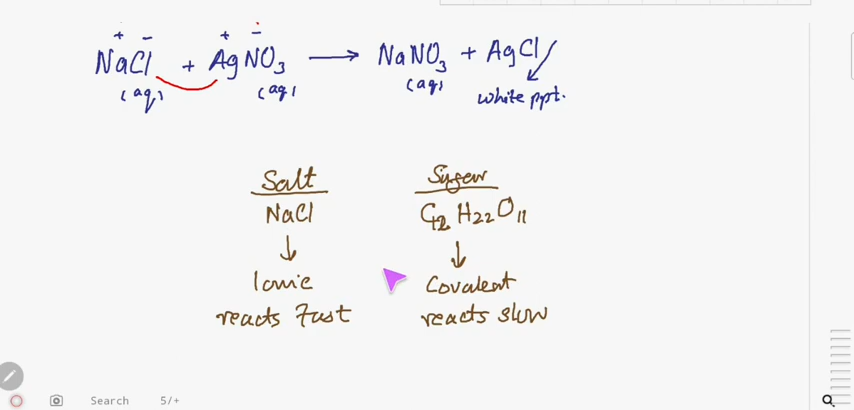 + - + -
NaCl + AgNO3 → NaNO3 + AgCl
(aq) (aq) (aq) white ppt.
Salt Sugar
NaCl C12H22O11
↓ ↓
Ionic Covalent
reacts Fast reacts slow
Search 5/+